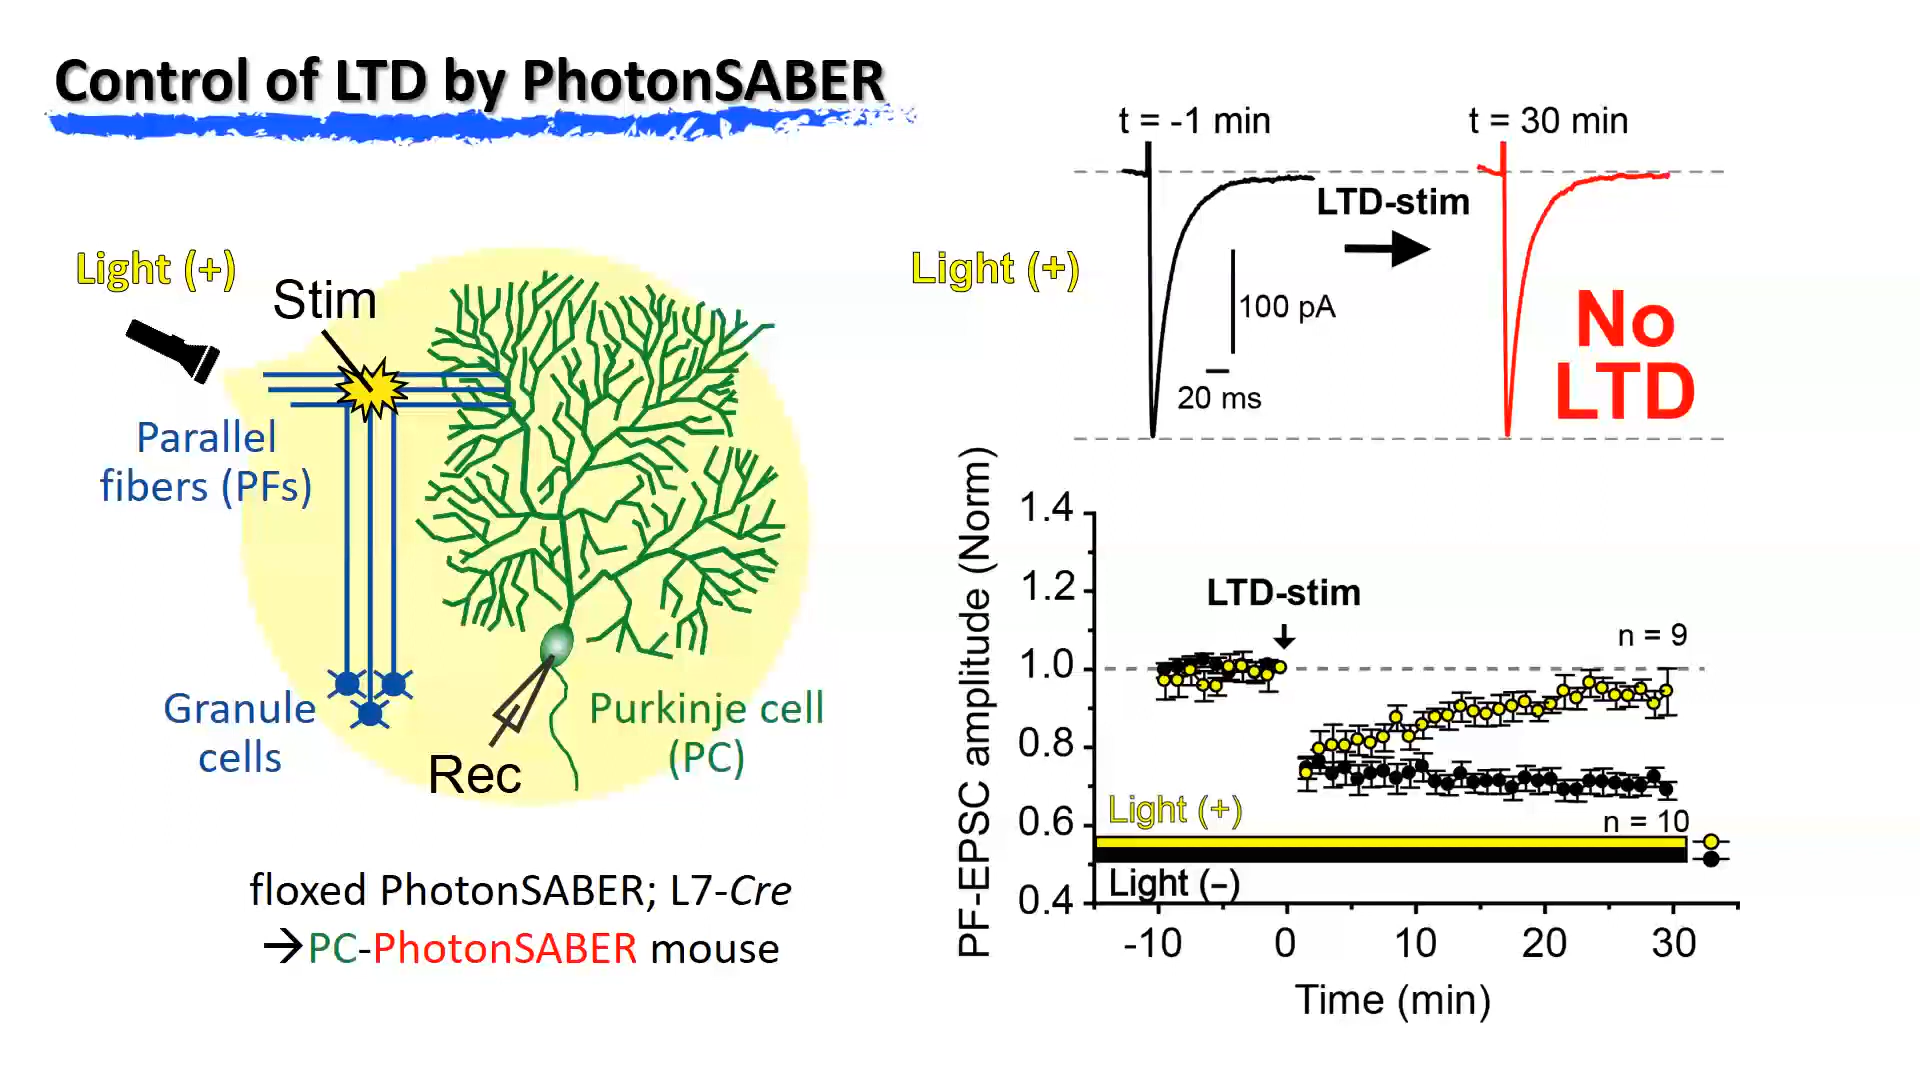 Control of LTD by PhotonSABER
Light (+)
Stim
Parallel
fibers (PFs)
Granule
cells
Rec
Purkinje cell
(PC)
floxed PhotonSABER; L7-Cre
→PC-PhotonSABER mouse
t = -1 min
t = 30 min
LTD-stim
Light (+)
100 pA
20 ms
No
LTD
PF-EPSC amplitude (Norm)
1.4
1.2
1.0
0.8
0.6
0.4
LTD-stim
n = 9
n = 10
Light (+)
Light (–)
-10 0 10 20 30
Time (min)